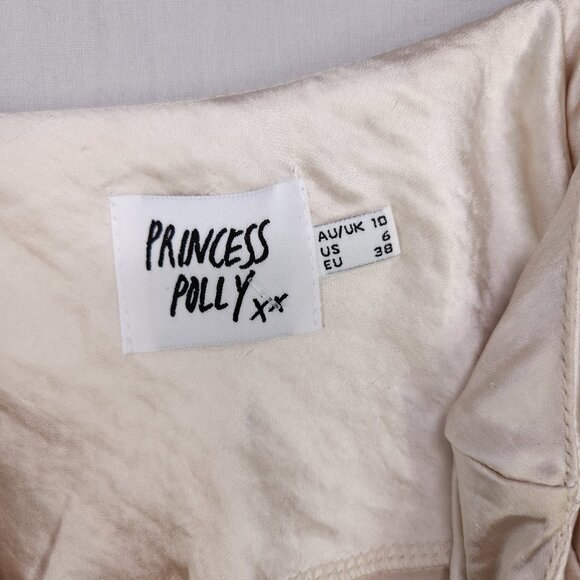 PRINCESS
POLLY xx
AU/UK 10
US 6
EU 38